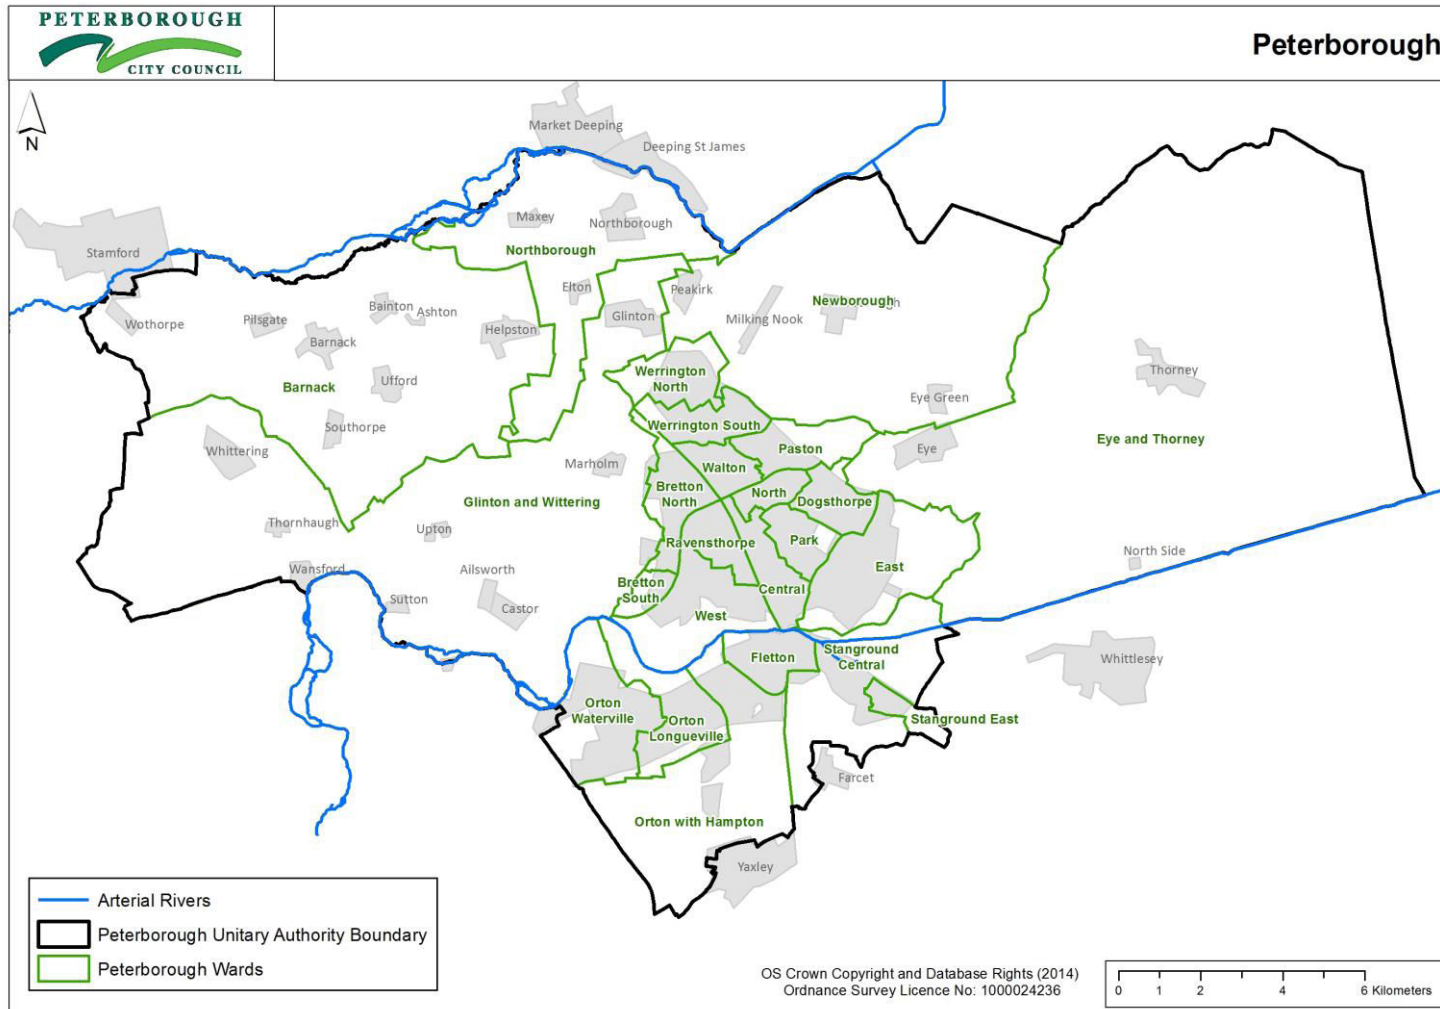 PETERBOROUGH
CITY COUNCIL
Peterborough
N
Market Deeping
Deeping St James
Maxey
Northborough
Northborough
Stamford
Wothorpe
Pilsgate
Bainton
Ashton
Barnack
Helpston
Elton
Glinton
Peakirk
Milking Nook
Newborough
Ufford
Barnack
Southorpe
Whittering
Werrington
North
Werrington South
Eye Green
Thorney
Eye and Thorney
Eye
Paston
Marholm
Walton
Bretton
North
North
Dogsthorpe
Glinton and Wittering
Thornhaugh
Upton
Ravensthorpe
Park
East
North Side
Wansford
Ailsworth
Sutton
Castor
Bretton
South
Central
West
Fletton
Stanground
Central
Whittlesey
Orton
Waterville
Orton
Longueville
Stanground East
Farcet
Orton with Hampton
Yaxley
Arterial Rivers
Peterborough Unitary Authority Boundary
Peterborough Wards
OS Crown Copyright and Database Rights (2014)
Ordnance Survey Licence No: 1000024236
0 1 2 4 6 Kilometers